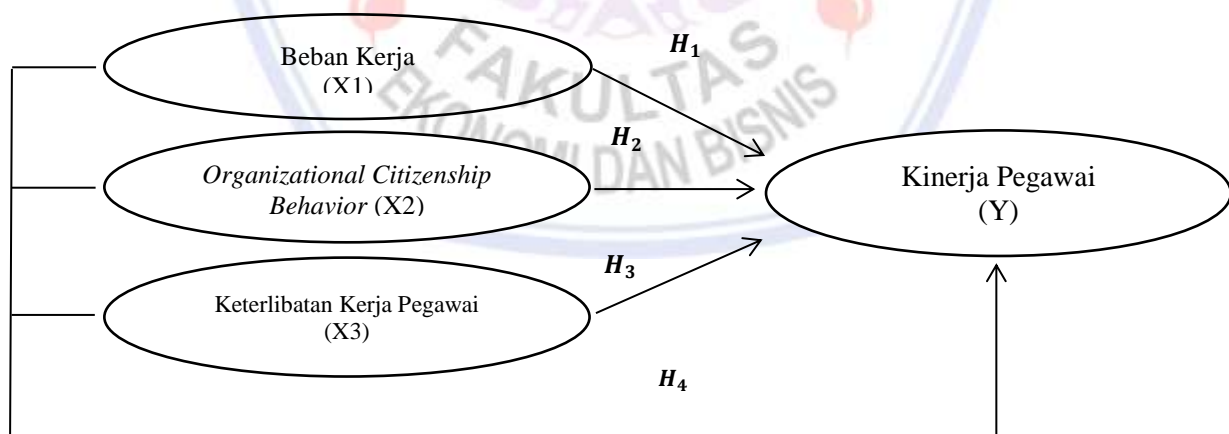 Beban Kerja
(X1)
H₁
FAKULTAS
EKONOMI DAN BISNIS
H₂
Organizational Citizenship
Behavior (X2)
Kinerja Pegawai
(Y)
H₃
Keterlibatan Kerja Pegawai
(X3)
H₄